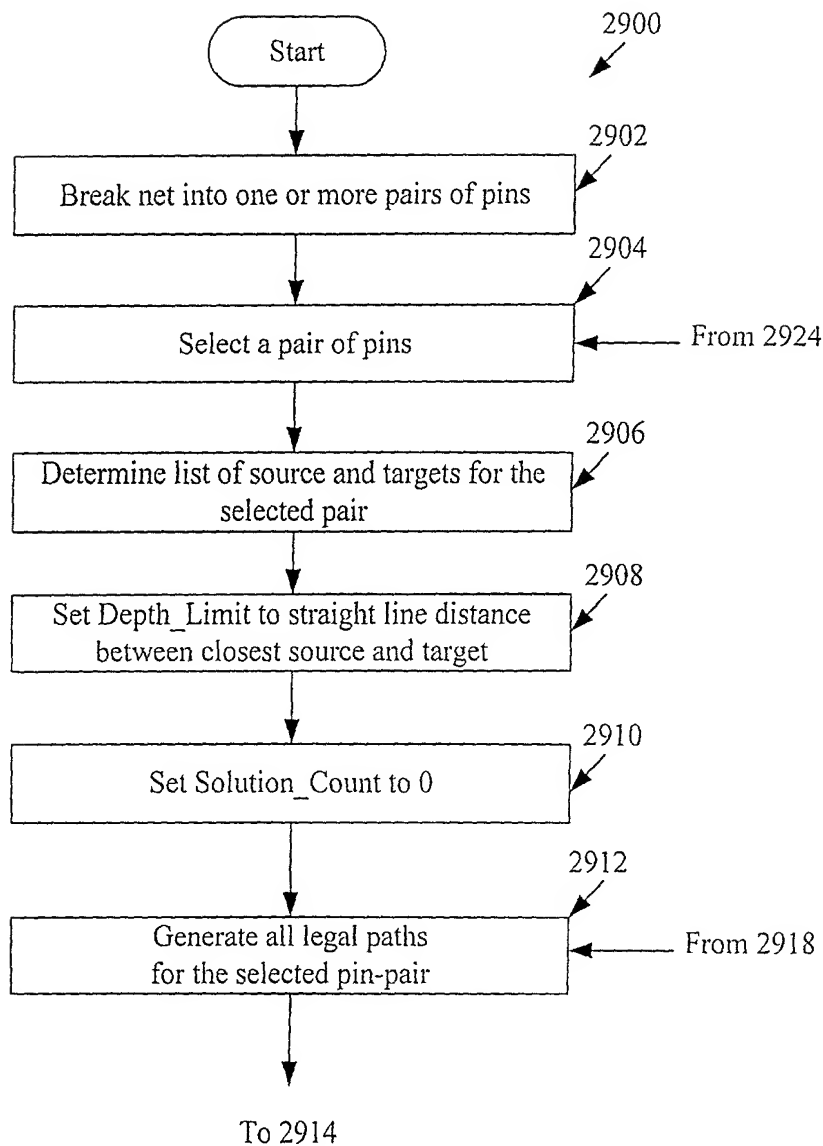 Start
2900
2902
Break net into one or more pairs of pins
2904
Select a pair of pins
From 2924
2906
Determine list of source and targets for the
selected pair
2908
Set Depth_Limit to straight line distance
between closest source and target
2910
Set Solution_Count to 0
2912
Generate all legal paths
for the selected pin-pair
From 2918
To 2914